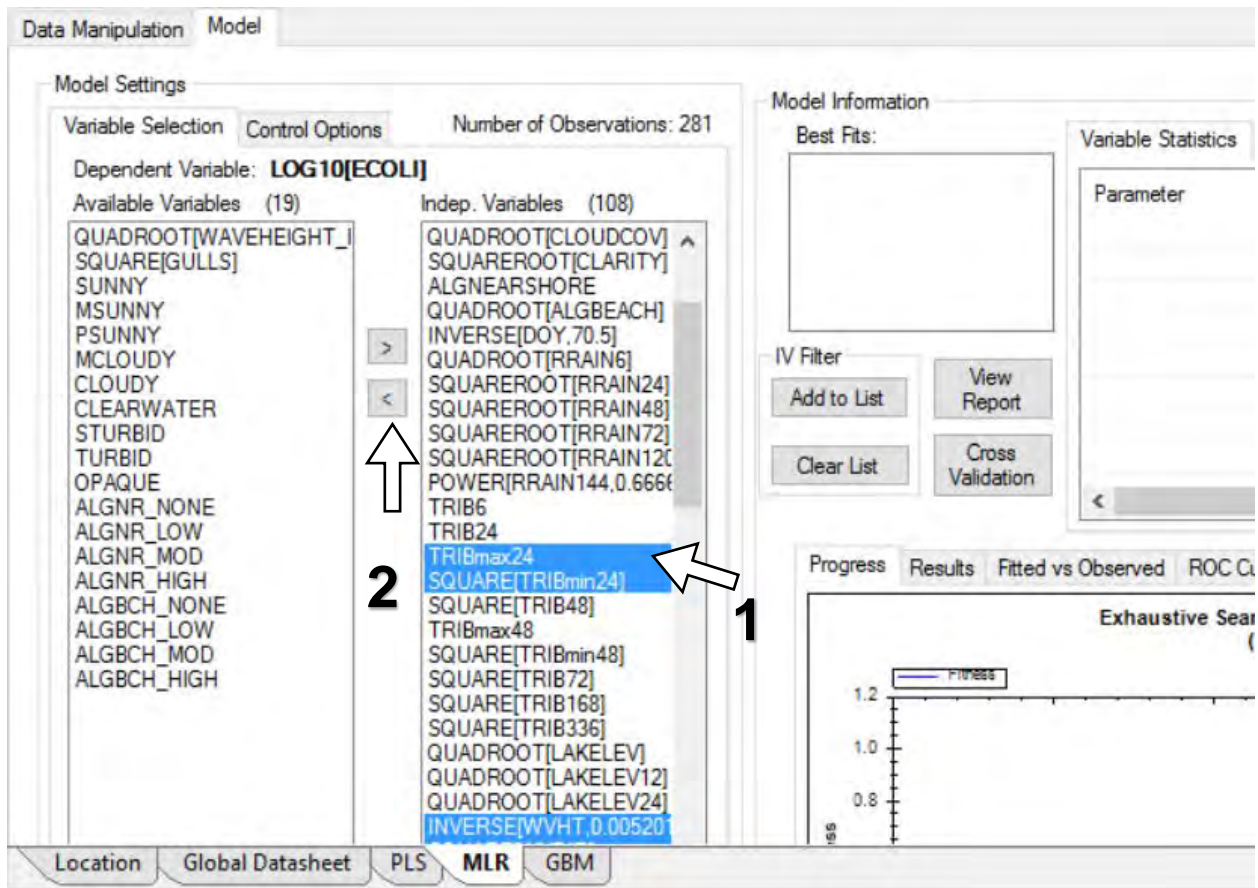 Data Manipulation Model
Model Settings
Variable Selection Control Options Number of Observations: 281
Dependent Variable: LOG10[ECOLI]
Available Variables (19)
QUADROOT[WAVEHEIGHT_I
SQUARE[GULLS]
SUNNY
MSUNNY
PSUNNY
MCLOUDY
CLOUDY
CLEARWATER
STURBID
TURBID
OPAQUE
ALGNR_NONE
ALGNR_LOW
ALGNR_MOD
ALGNR_HIGH
ALGBCH_NONE
ALGBCH_LOW
ALGBCH_MOD
ALGBCH_HIGH
>
<
2
Indep. Variables (108)
QUADROOT[CLOUDCOV]
SQUAREROOT[CLARITY]
ALGNEARSHORE
QUADROOT[ALGBEACH]
INVERSE[DOY,70.5]
QUADROOT[RRAIN6]
SQUAREROOT[RRAIN24]
SQUAREROOT[RRAIN48]
SQUAREROOT[RRAIN72]
SQUAREROOT[RRAIN120
POWER[RRAIN144,0.6666
TRIB6
TRIB24
TRIBmax24
SQUARE[TRIBmin24]
SQUARE[TRIB48]
TRIBmax48
SQUARE[TRIBmin48]
SQUARE[TRIB72]
SQUARE[TRIB168]
SQUARE[TRIB336]
QUADROOT[LAKELEV]
QUADROOT[LAKELEV12]
QUADROOT[LAKELEV24]
INVERSE[WVHT,0.005201
1
Model Information
Best Fits:
Variable Statistics
Parameter
IV Filter
Add to List
Clear List
View
Report
Cross
Validation
<
Progress Results Fitted vs Observed ROC Cu
Exhaustive Sear
(
Fitness
1.2
1.0
0.8
ess
Location Global Datasheet PLS MLR GBM